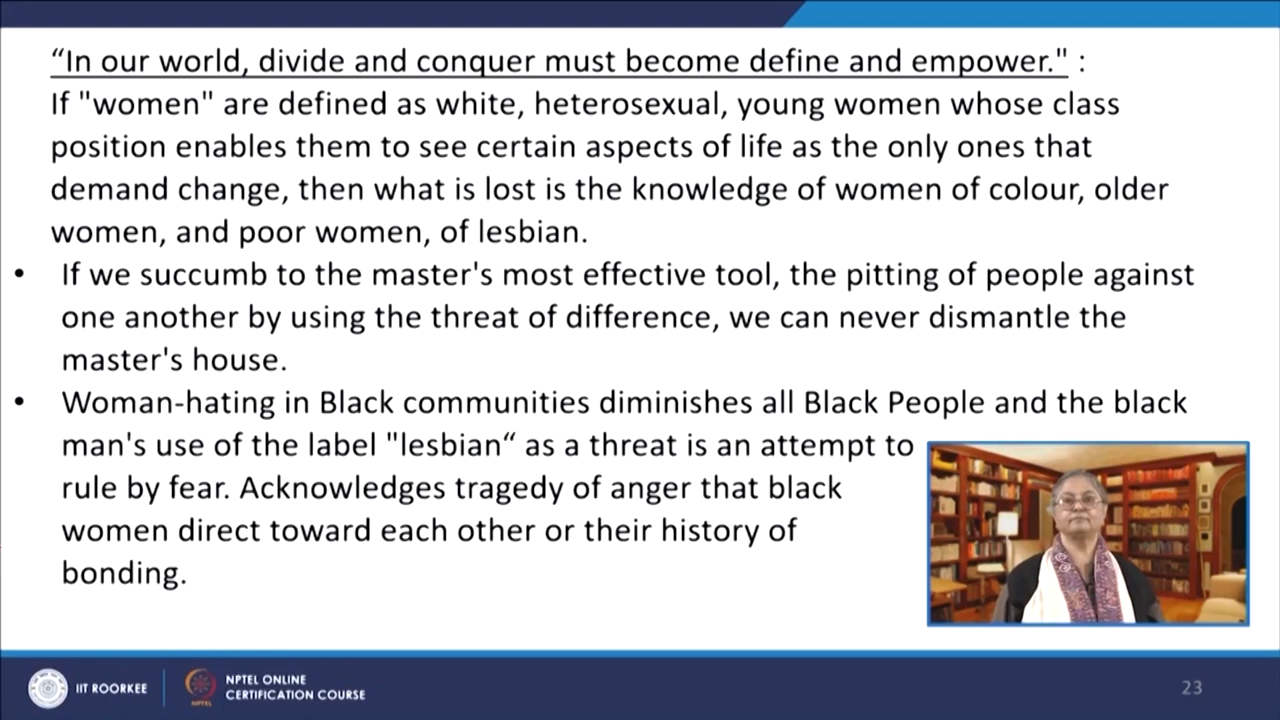 “In our world, divide and conquer must become define and empower." :
If "women" are defined as white, heterosexual, young women whose class
position enables them to see certain aspects of life as the only ones that
demand change, then what is lost is the knowledge of women of colour, older
women, and poor women, of lesbian.
• If we succumb to the master's most effective tool, the pitting of people against
one another by using the threat of difference, we can never dismantle the
master's house.
• Woman-hating in Black communities diminishes all Black People and the black
man's use of the label "lesbian“ as a threat is an attempt to
rule by fear. Acknowledges tragedy of anger that black
women direct toward each other or their history of
bonding.
IIT ROORKEE
NPTEL
NPTEL ONLINE
CERTIFICATION COURSE
23